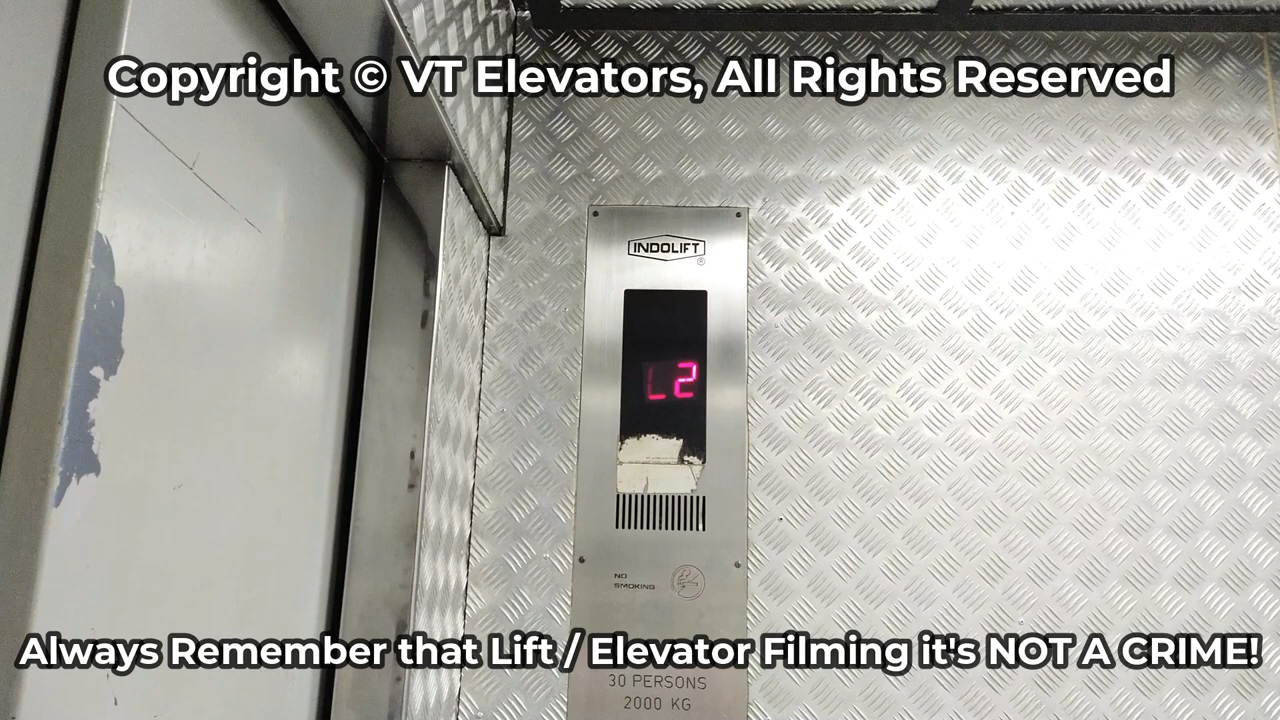 Copyright © VT Elevators, All Rights Reserved
INDOLIFT
®
L2
NO
SMOKING
Always Remember that Lift / Elevator Filming it's NOT A CRIME!
30 PERSONS
2000 KG